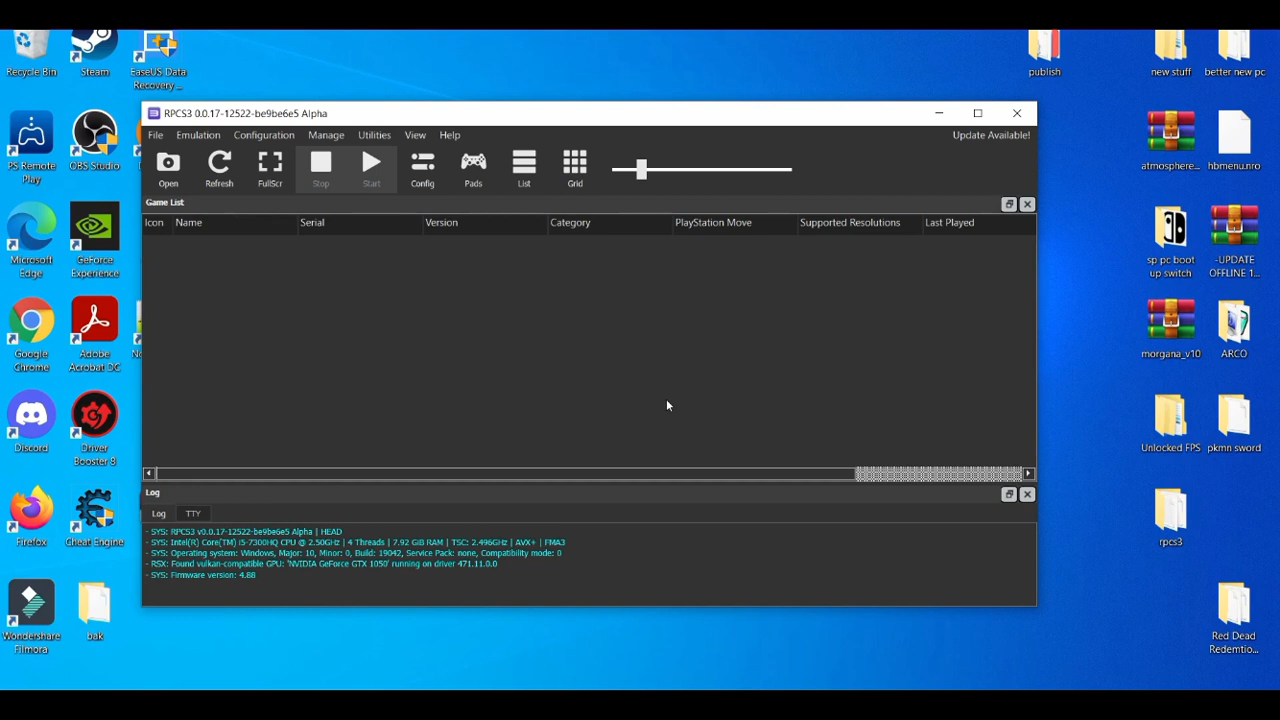 Recycle Bin
Steam
EaseUS Data
Recovery ...
publish
new stuff
better new pc
RPCS3 0.0.17-12522-be9be6e5 Alpha
File Emulation Configuration Manage Utilities View Help Update Available!
Open Refresh FullScr Stop Start Config Pads List Grid
Game List
Icon Name Serial Version Category PlayStation Move Supported Resolutions Last Played
PS Remote
Play
OBS Studio
atmosphere...
hbmenu.nro
Microsoft
Edge
GeForce
Experience
sp pc boot
up switch
-UPDATE
OFFLINE 1...
Google
Chrome
Adobe
Acrobat DC
morgana_v10
ARCO
Discord
Driver
Booster 8
Unlocked FPS
pkmn sword
Firefox
Cheat Engine
rpcs3
Log
Log TTY
- SYS: RPCS3 v0.0.17-12522-be9be6e5 Alpha | HEAD
- SYS: Intel(R) Core(TM) i5-7300HQ CPU @ 2.50GHz | 4 Threads | 7.92 GiB RAM | TSC: 2.496GHz | AVX+ | FMA3
- SYS: Operating system: Windows, Major: 10, Minor: 0, Build: 19042, Service Pack: none, Compatibility mode: 0
- RSX: Found vulkan-compatible GPU: 'NVIDIA GeForce GTX 1050' running on driver 471.11.0.0
- SYS: Firmware version: 4.88
Wondershare
Filmora
bak
Red Dead
Redemtio...